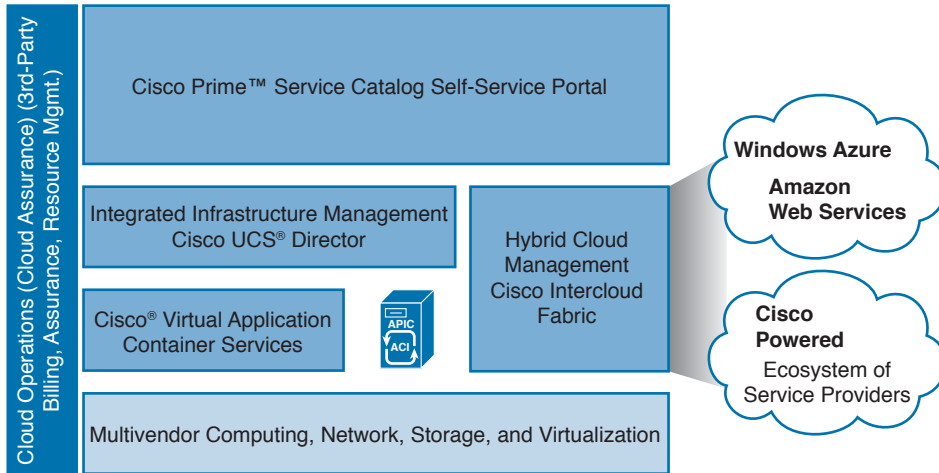 Cloud Operations (Cloud Assurance) (3rd-Party
Billing, Assurance, Resource Mgmt.)
Cisco Prime™ Service Catalog Self-Service Portal
Integrated Infrastructure Management
Cisco UCS® Director
Hybrid Cloud
Management
Cisco Intercloud
Fabric
Windows Azure
Amazon
Web Services
Cisco® Virtual Application
Container Services
APIC
ACI
Cisco
Powered
Ecosystem of
Service Providers
Multivendor Computing, Network, Storage, and Virtualization